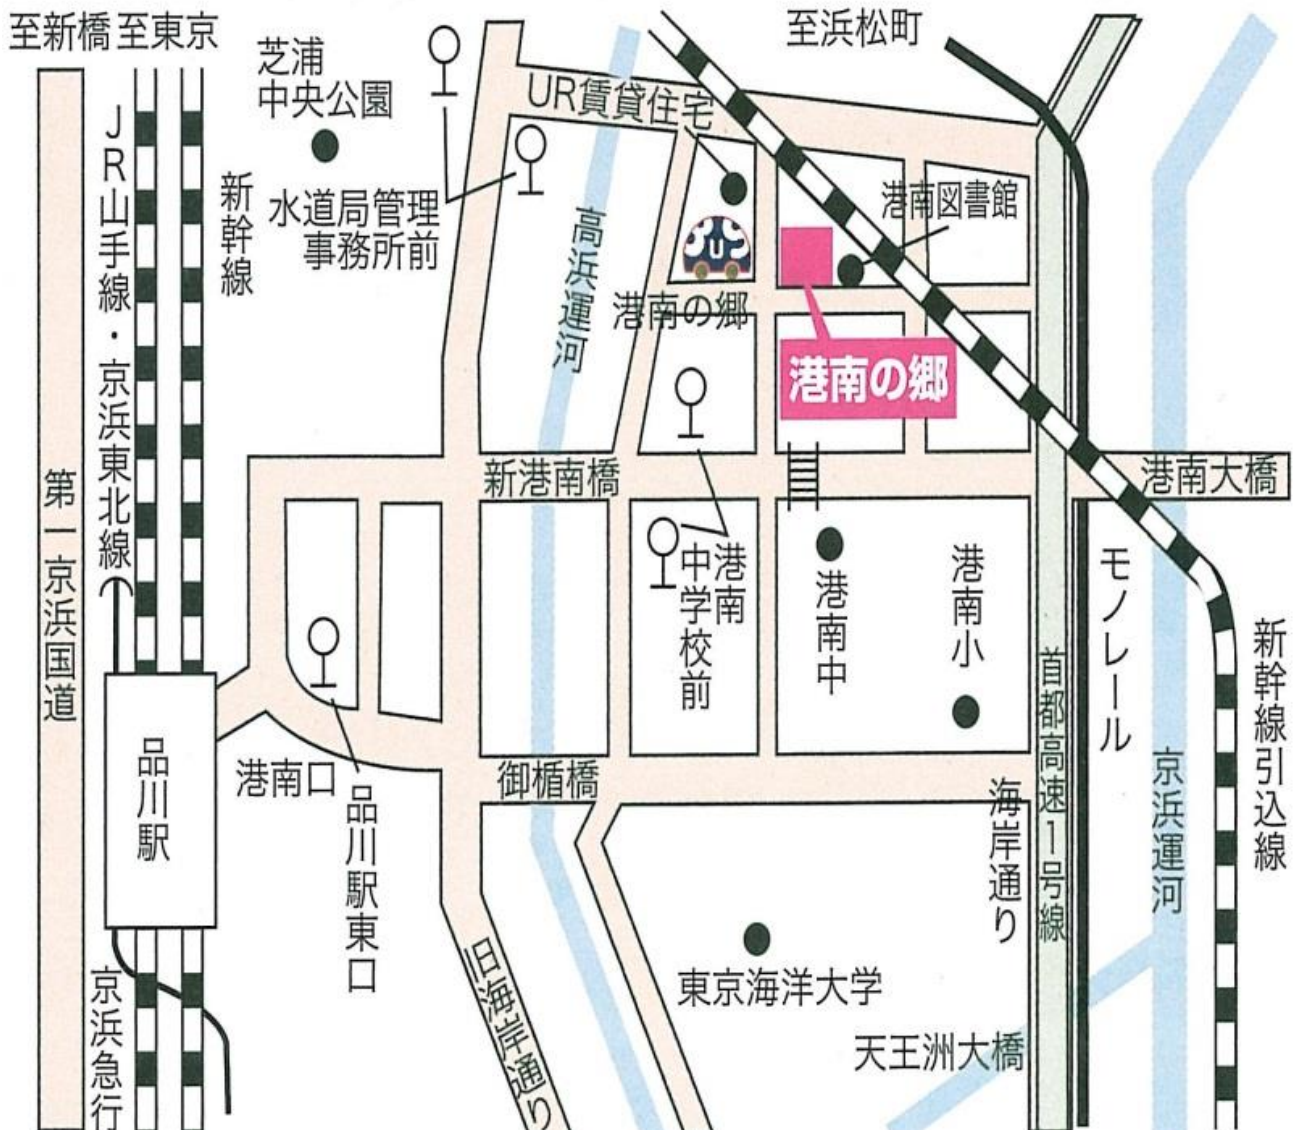 至新橋
至東京
至浜松町
芝浦
中央公園
UR賃貸住宅
JR山手線・京浜東北線
新幹線
水道局管理
事務所前
高浜運河
港南図書館
BUS
港南の郷
港南の郷
第一京浜国道
新港南橋
港南大橋
港南
中学校前
港南中
港南小
モノレール
首都高速1号線
新幹線引込線
品川駅
港南口
品川駅東口
御楯橋
海岸通り
京浜運河
京浜急行
旧海岸通り
東京海洋大学
天王洲大橋